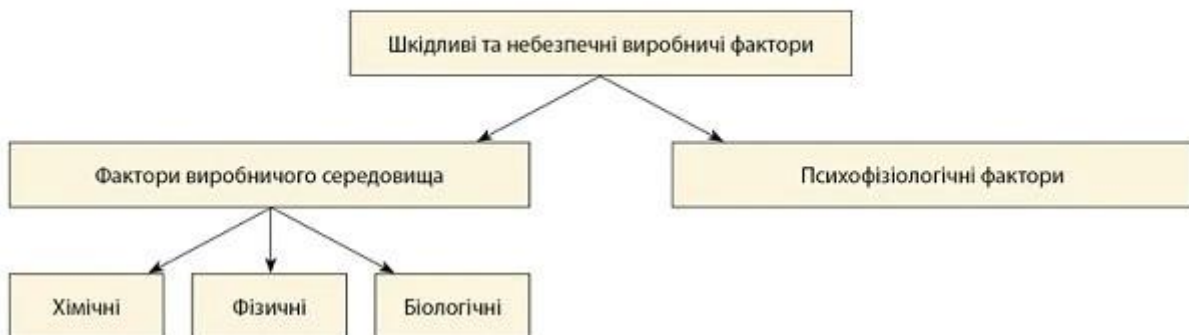 Шкідливі та небезпечні виробничі фактори
Фактори виробничого середовища
Психофізіологічні фактори
Хімічні
Фізичні
Біологічні